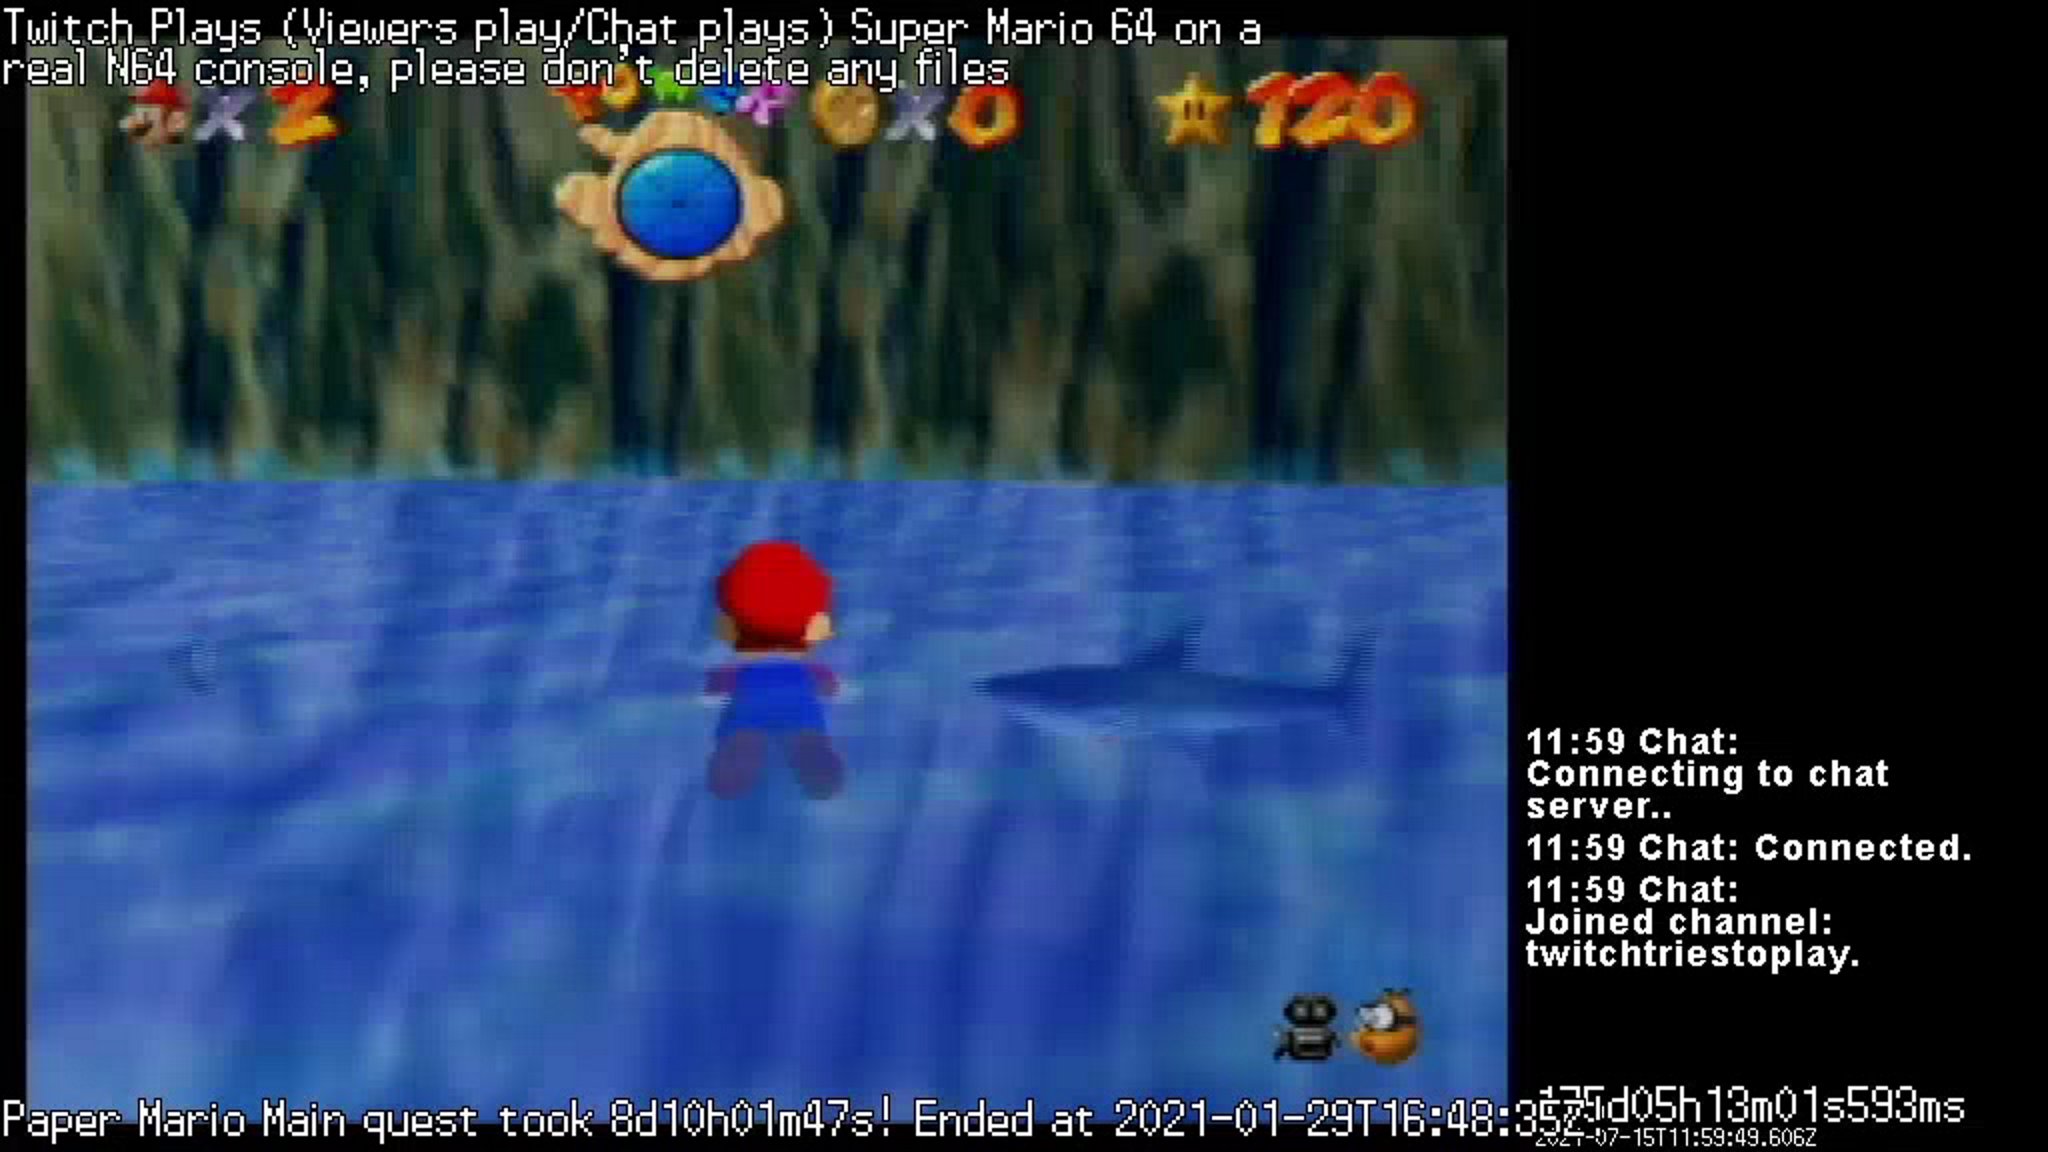 Twitch Plays (Viewers play/Chat plays) Super Mario 64 on a
real N64 console, please don't delete any files
x 2
x 0
120
11:59 Chat:
Connecting to chat
server..
11:59 Chat: Connected.
11:59 Chat:
Joined channel:
twitchtriestoplay.
175d05h13m01s593ms
Paper Mario Main quest took 8d10h01m47s! Ended at 2021-01-29T16:48:35Z
2021-07-15T11:59:49.606Z